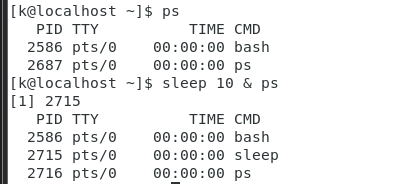 [k@localhost ~]$ ps
PID TTY TIME CMD
2586 pts/0 00:00:00 bash
2687 pts/0 00:00:00 ps
[k@localhost ~]$ sleep 10 & ps
[1] 2715
PID TTY TIME CMD
2586 pts/0 00:00:00 bash
2715 pts/0 00:00:00 sleep
2716 pts/0 00:00:00 ps